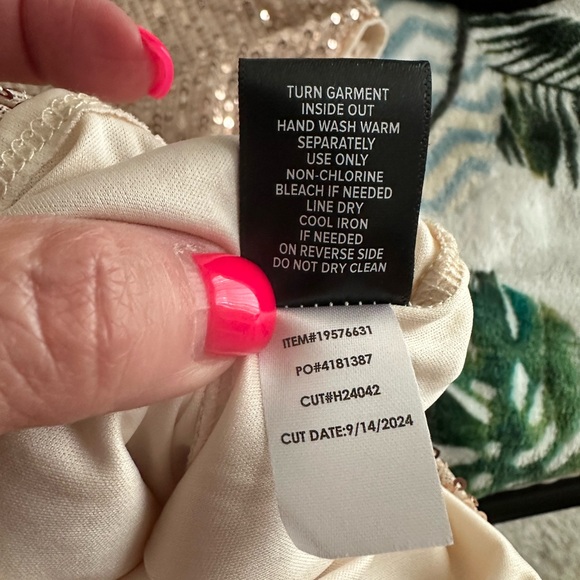 TURN GARMENT
INSIDE OUT
HAND WASH WARM
SEPARATELY
USE ONLY
NON-CHLORINE
BLEACH IF NEEDED
LINE DRY
COOL IRON
IF NEEDED
ON REVERSE SIDE
DO NOT DRY CLEAN
ITEM#19576631
PO#4181387
CUT#H24042
CUT DATE:9/14/2024